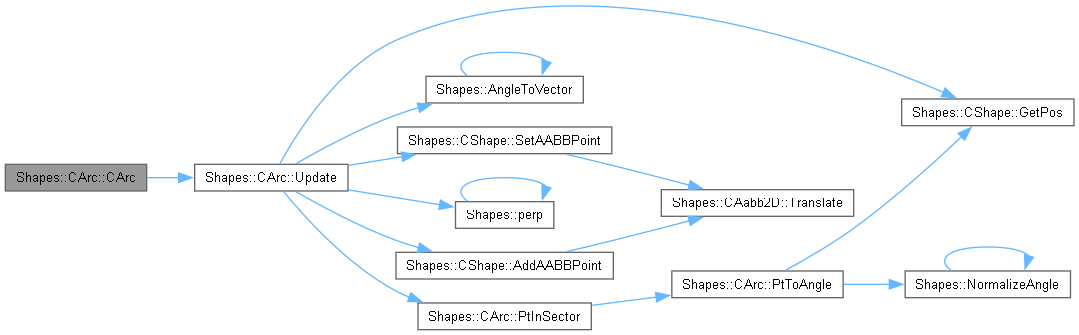 Shapes::CArc::CArc
Shapes::CArc::Update
Shapes::AngleToVector
Shapes::CShape::SetAABBPoint
Shapes::perp
Shapes::CShape::AddAABBPoint
Shapes::CArc::PtInSector
Shapes::CAabb2D::Translate
Shapes::CArc::PtToAngle
Shapes::CShape::GetPos
Shapes::NormalizeAngle